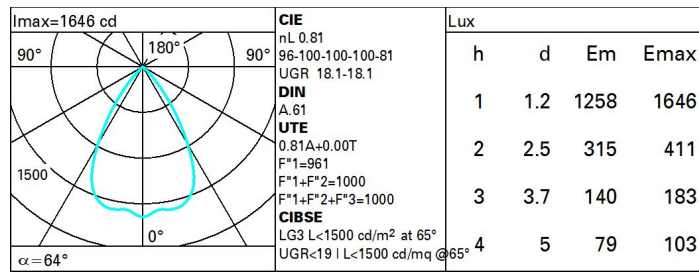 Imax=1646 cd
90° 180° 90°
1500
0°
α=64°
CIE
nL 0.81
96-100-100-100-81
UGR 18.1-18.1
DIN
A.61
UTE
0.81A+0.00T
F"1=961
F"1+F"2=1000
F"1+F"2+F"3=1000
CIBSE
LG3 L<1500 cd/m² at 65°
UGR<19 | L<1500 cd/mq @65°
Lux
h d Em Emax
1 1.2 1258 1646
2 2.5 315 411
3 3.7 140 183
4 5 79 103